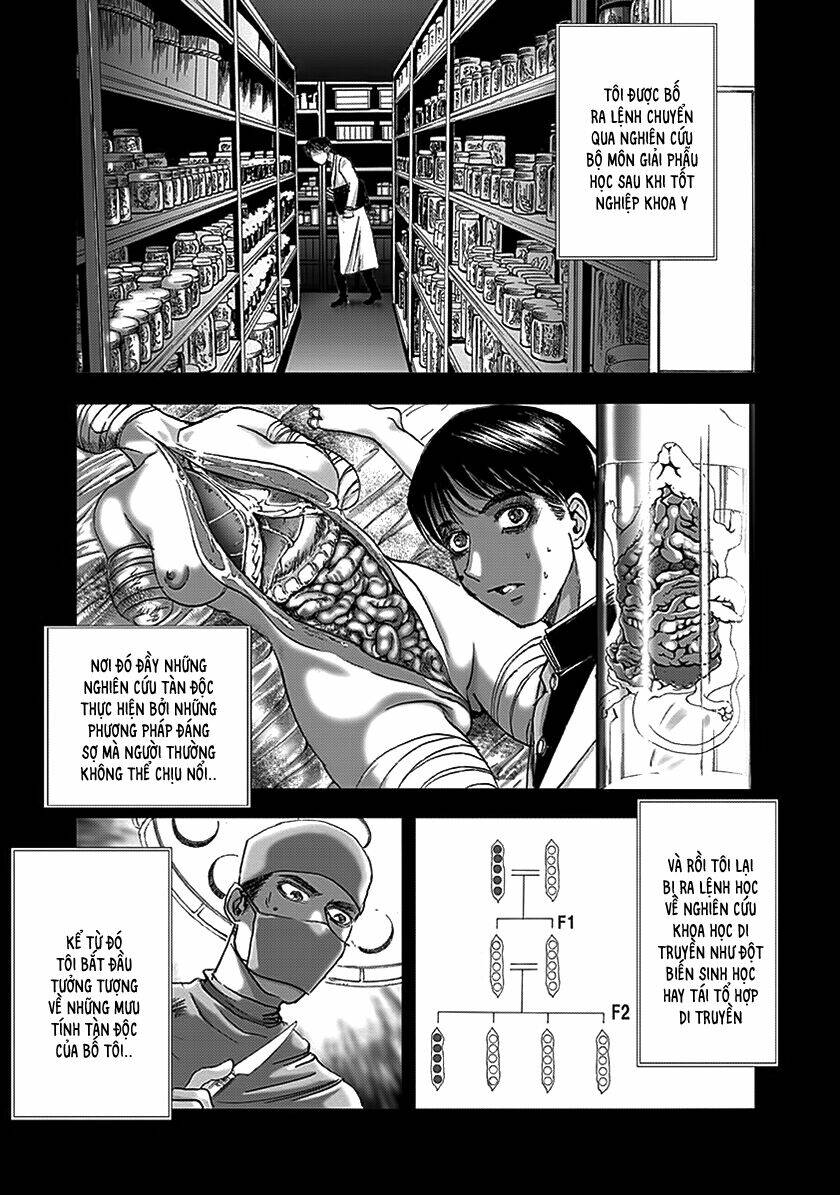 TÔI ĐƯỢC BỐ
RA LỆNH CHUYỂN
QUA NGHIÊN CỨU
BỘ MÔN GIẢI PHẪU
HỌC SAU KHI TỐT
NGHIỆP KHOA Y
NƠI ĐÓ ĐẦY NHỮNG
NGHIÊN CỨU TÀN ĐỘC
THỰC HIỆN BỞI NHỮNG
PHƯƠNG PHÁP ĐÁNG
SỢ MÀ NGƯỜI THƯỜNG
KHÔNG THỂ CHỊU NỔI..
VÀ RỒI TÔI LẠI
BỊ RA LỆNH HỌC
VỀ NGHIÊN CỨU
KHOA HỌC DI
TRUYỀN NHƯ ĐỘT
BIẾN SINH HỌC
HAY TÁI TỔ HỢP
DI TRUYỀN
F1
F2
KỂ TỪ ĐÓ
TÔI BẮT ĐẦU
TƯỞNG TƯỢNG
VỀ NHỮNG MƯU
TÍNH TÀN ĐỘC
CỦA BỐ TÔI..